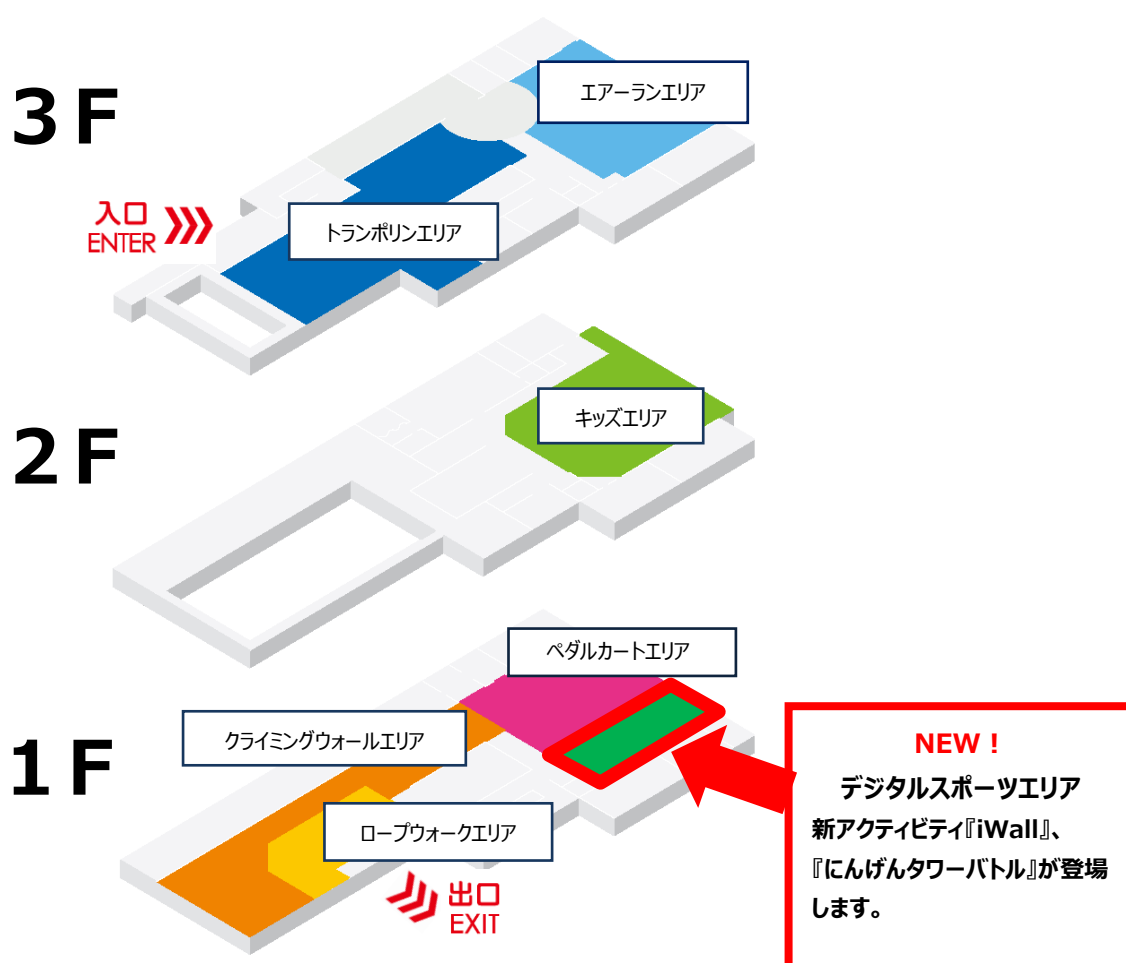 3F
エアーランエリア
入口
ENTER
トランポリンエリア
2F
キッズエリア
1F
ペダルカートエリア
クライミングウォールエリア
ロープウォークエリア
出口
EXIT
NEW！
デジタルスポーツエリア
新アクティビティ『iWall』、
『にんげんタワーバトル』が登場
します。